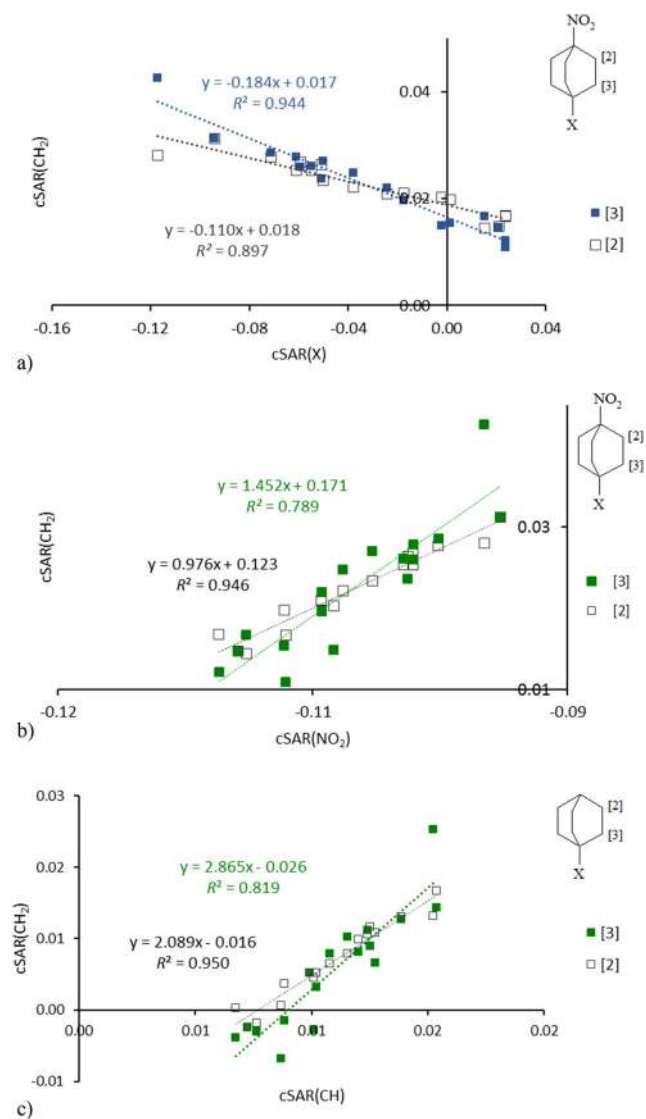 NO₂
[2]
[3]
X
y = -0.184x + 0.017
R² = 0.944
0.04
0.02
0.00
cSAR(CH₂)
y = -0.110x + 0.018
R² = 0.897
[3]
[2]
-0.16 -0.12 -0.08 -0.04 0.00 0.04
cSAR(X)
a)
NO₂
[2]
[3]
X
y = 1.452x + 0.171
R² = 0.789
0.03
cSAR(CH₂)
y = 0.976x + 0.123
R² = 0.946
[3]
[2]
0.01
-0.12 -0.11 -0.09
cSAR(NO₂)
b)
0.03
[2]
[3]
X
y = 2.865x - 0.026
R² = 0.819
0.02
cSAR(CH₂)
y = 2.089x - 0.016
R² = 0.950
0.01
[3]
[2]
0.00
0.00 0.01 0.01 0.02 0.02
-0.01
cSAR(CH)
c)